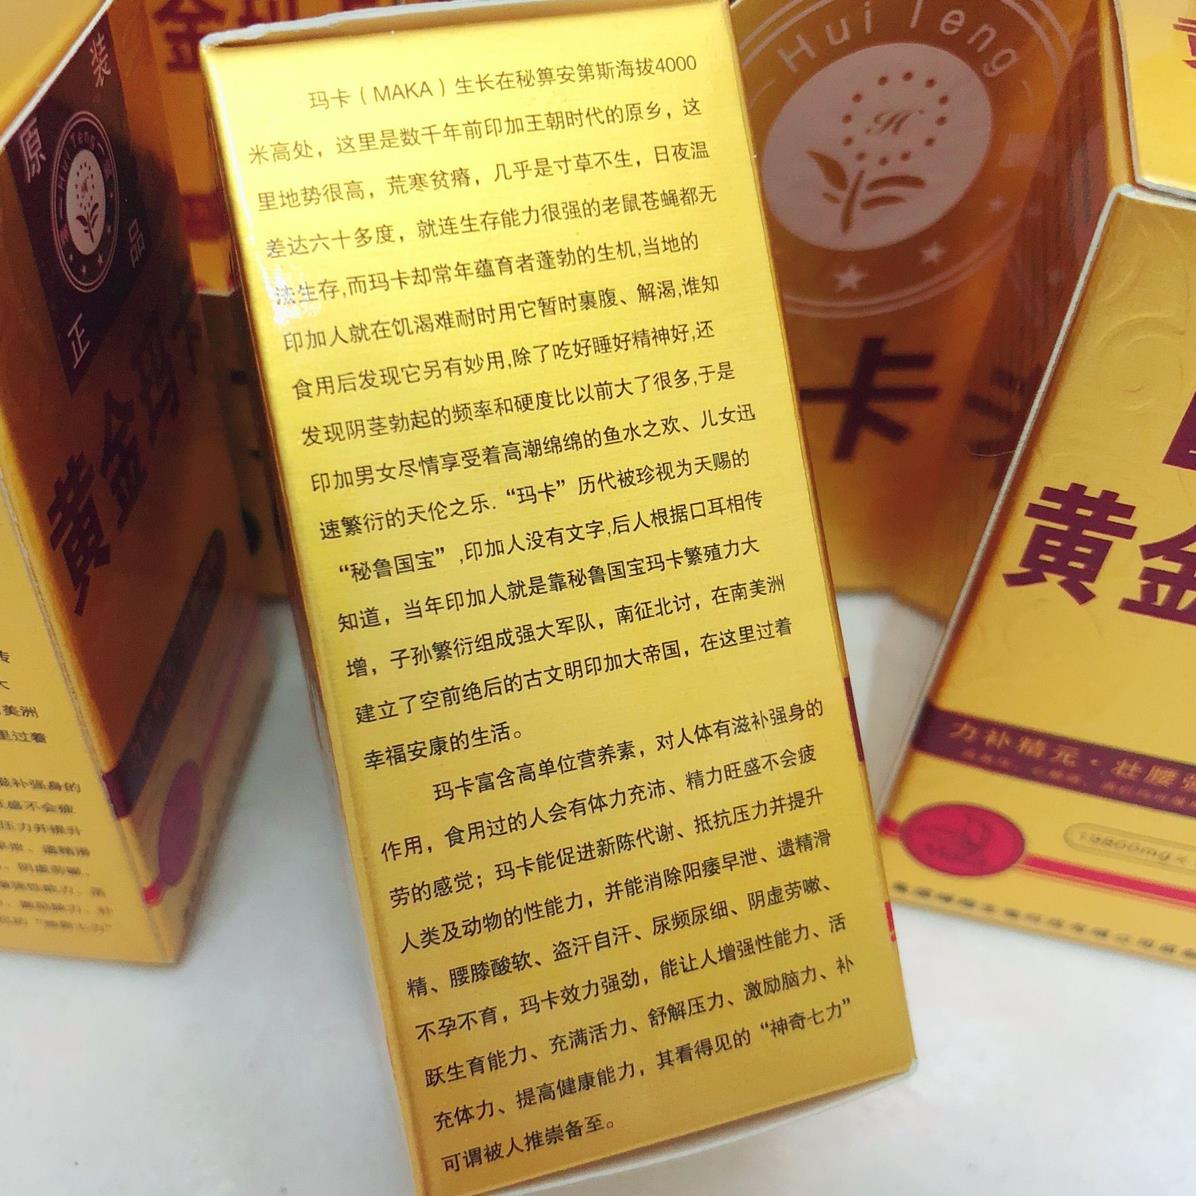 玛卡（MAKA）生长在秘箅安第斯海拔4000
米高处，这里是数千年前印加王朝时代的原乡，这
里地势很高，荒寒贫瘠，几乎是寸草不生，日夜温
差达六十多度，就连生存能力很强的老鼠苍蝇都无
法生存,而玛卡却常年蕴育者蓬勃的生机,当地的
印加人就在饥渴难耐时用它暂时裹腹、解渴,谁知
食用后发现它另有妙用,除了吃好睡好精神好,还
发现阴茎勃起的频率和硬度比以前大了很多,于是
印加男女尽情享受着高潮绵绵的鱼水之欢、儿女迅
速繁衍的天伦之乐.“玛卡”历代被珍视为天赐的
“秘鲁国宝”,印加人没有文字,后人根据口耳相传
知道，当年印加人就是靠秘鲁国宝玛卡繁殖力大
增，子孙繁衍组成强大军队，南征北讨，在南美洲
建立了空前绝后的古文明印加大帝国，在这里过着
幸福安康的生活。
玛卡富含高单位营养素，对人体有滋补强身的
作用，食用过的人会有体力充沛、精力旺盛不会疲
劳的感觉；玛卡能促进新陈代谢、抵抗压力并提升
人类及动物的性能力，并能消除阳痿早泄、遗精滑
精、腰膝酸软、盗汗自汗、尿频尿细、阴虚劳嗽、
不孕不育，玛卡效力强劲，能让人增强性能力、活
跃生育能力、充满活力、舒解压力、激励脑力、补
充体力、提高健康能力，其看得见的“神奇七力”
可谓被人推崇备至。
原装
正品
Hui Teng
黄金玛卡
美洲
里过着
滋补强身的
盛不会疲
Hui Teng
H
卡
黄金
力补精元·壮腰
19800mg×